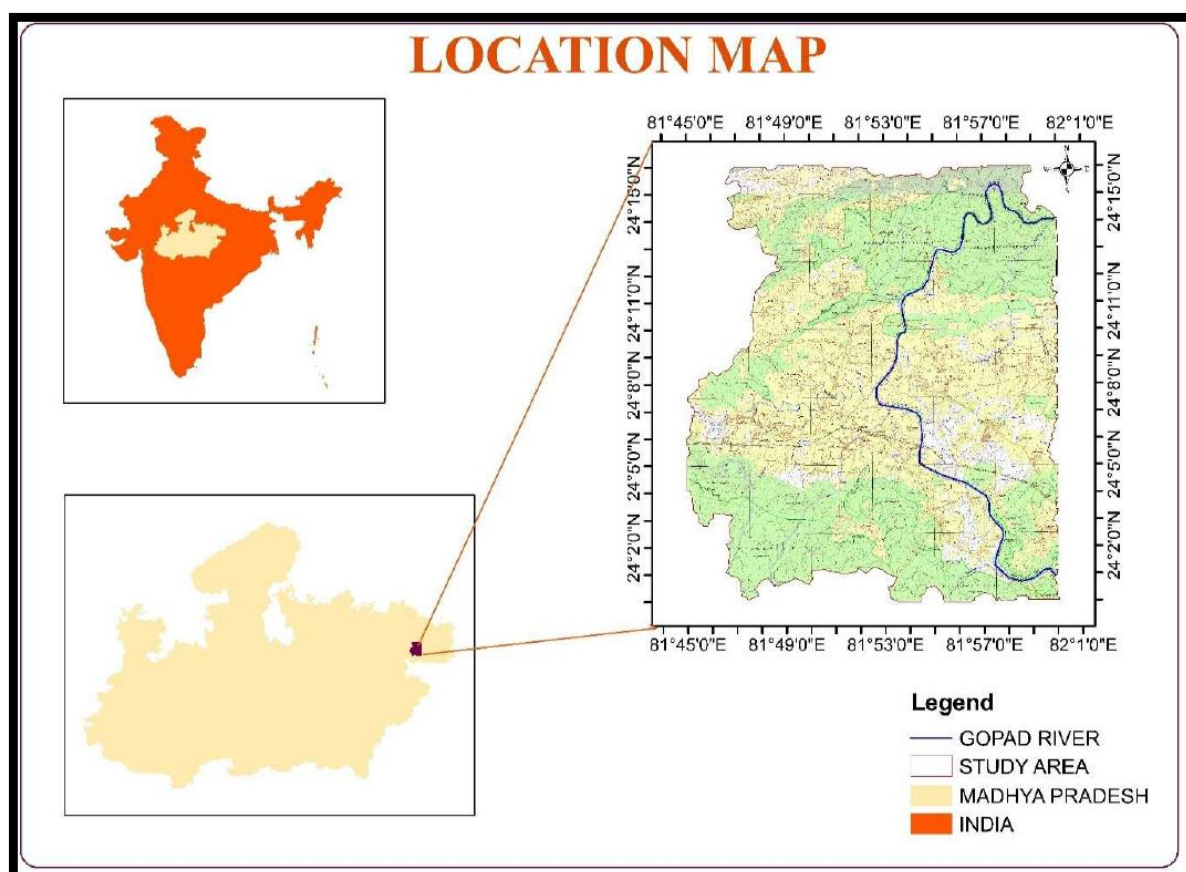 LOCATION MAP
81°45'0"E 81°49'0"E 81°53'0"E 81°57'0"E 82°1'0"E
N
W E
S
24°15'0"N 24°15'0"N
24°11'0"N 24°11'0"N
24°8'0"N 24°8'0"N
24°5'0"N 24°5'0"N
24°2'0"N 24°2'0"N
81°45'0"E 81°49'0"E 81°53'0"E 81°57'0"E 82°1'0"E
Legend
GOPAD RIVER
STUDY AREA
MADHYA PRADESH
INDIA